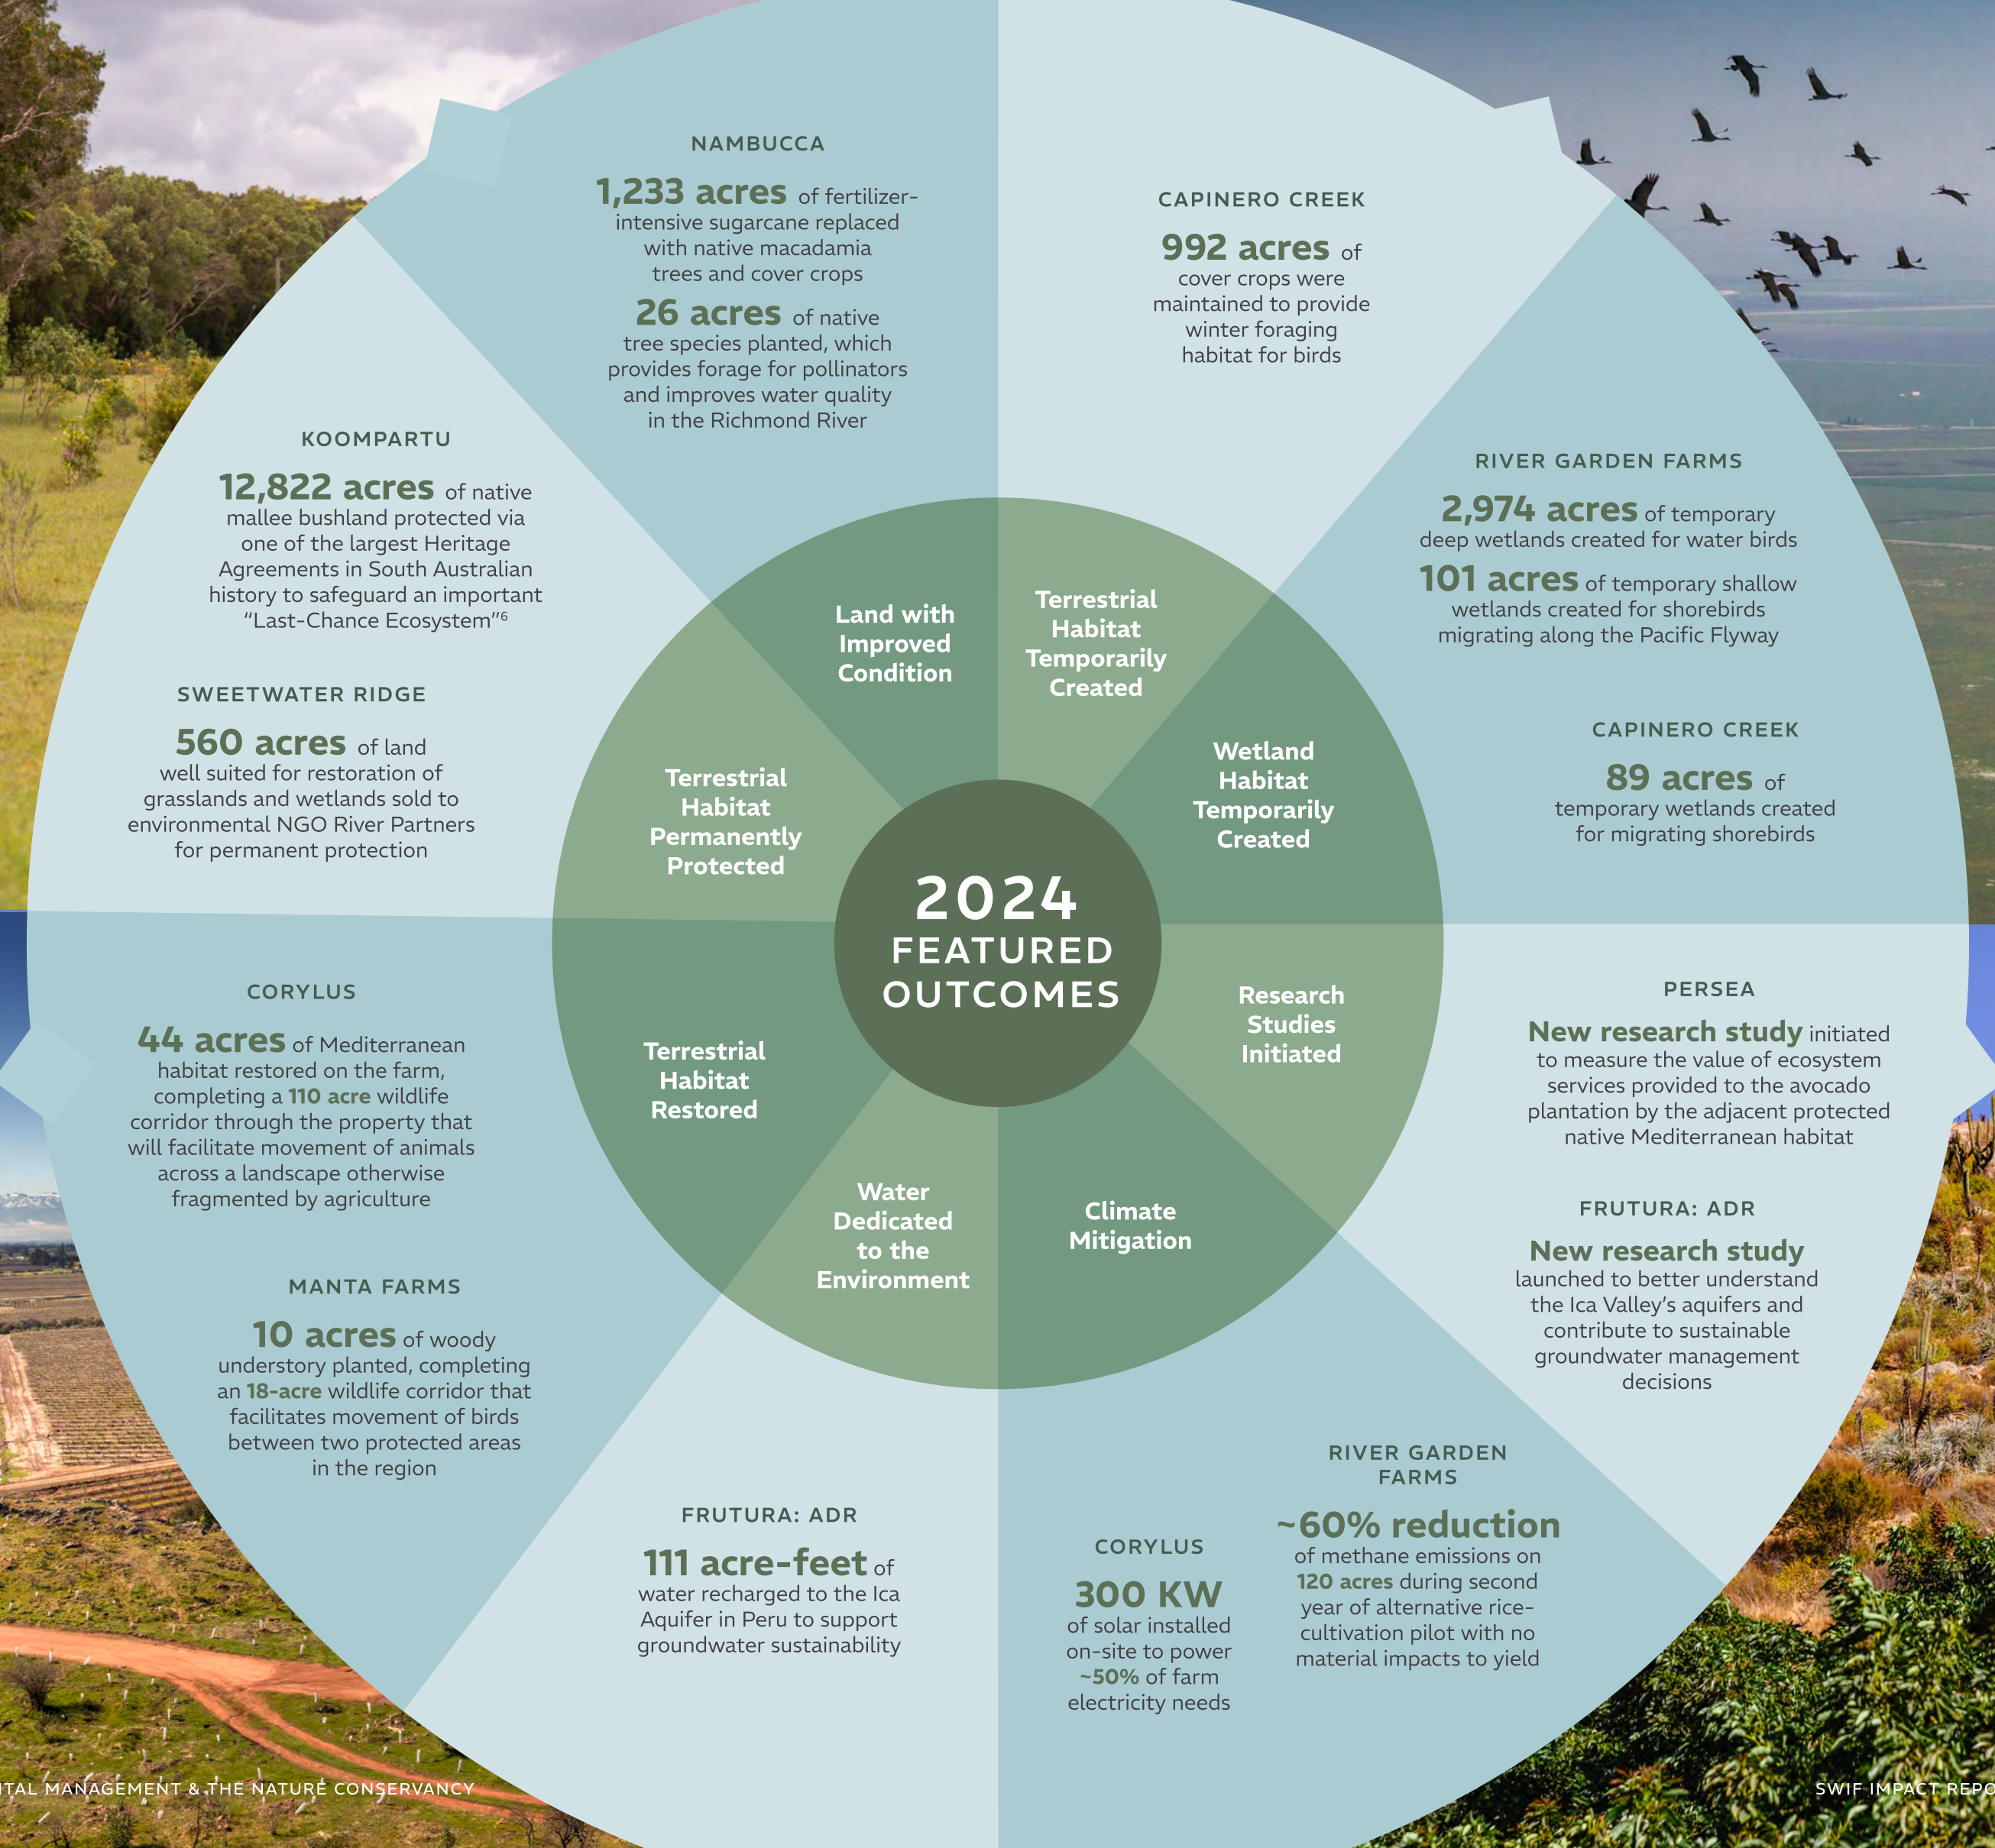 NAMBUCCA
1,233 acres of fertilizer-
intensive sugarcane replaced
with native macadamia
trees and cover crops
26 acres of native
tree species planted, which
provides forage for pollinators
and improves water quality
in the Richmond River
CAPINERO CREEK
992 acres of
cover crops were
maintained to provide
winter foraging
habitat for birds
KOOMPARTU
12,822 acres of native
mallee bushland protected via
one of the largest Heritage
Agreements in South Australian
history to safeguard an important
“Last-Chance Ecosystem”6
SWEETWATER RIDGE
560 acres of land
well suited for restoration of
grasslands and wetlands sold to
environmental NGO River Partners
for permanent protection
RIVER GARDEN FARMS
2,974 acres of temporary
deep wetlands created for water birds
101 acres of temporary shallow
wetlands created for shorebirds
migrating along the Pacific Flyway
CAPINERO CREEK
89 acres of
temporary wetlands created
for migrating shorebirds
Land with
Improved
Condition
Terrestrial
Habitat
Temporarily
Created
Terrestrial
Habitat
Permanently
Protected
Wetland
Habitat
Temporarily
Created
2024
FEATURED
OUTCOMES
Terrestrial
Habitat
Restored
Research
Studies
Initiated
Water
Dedicated
to the
Environment
Climate
Mitigation
CORYLUS
44 acres of Mediterranean
habitat restored on the farm,
completing a 110 acre wildlife
corridor through the property that
will facilitate movement of animals
across a landscape otherwise
fragmented by agriculture
MANTA FARMS
10 acres of woody
understory planted, completing
an 18-acre wildlife corridor that
facilitates movement of birds
between two protected areas
in the region
PERSEA
New research study initiated
to measure the value of ecosystem
services provided to the avocado
plantation by the adjacent protected
native Mediterranean habitat
FRUTURA: ADR
New research study
launched to better understand
the Ica Valley’s aquifers and
contribute to sustainable
groundwater management
decisions
FRUTURA: ADR
111 acre-feet of
water recharged to the Ica
Aquifer in Peru to support
groundwater sustainability
CORYLUS
300 KW
of solar installed
on-site to power
~50% of farm
electricity needs
RIVER GARDEN
FARMS
~60% reduction
of methane emissions on
120 acres during second
year of alternative rice-
cultivation pilot with no
material impacts to yield
ITAL MANAGEMENT & THE NATURE CONSERVANCY
SWIF IMPACT REPO